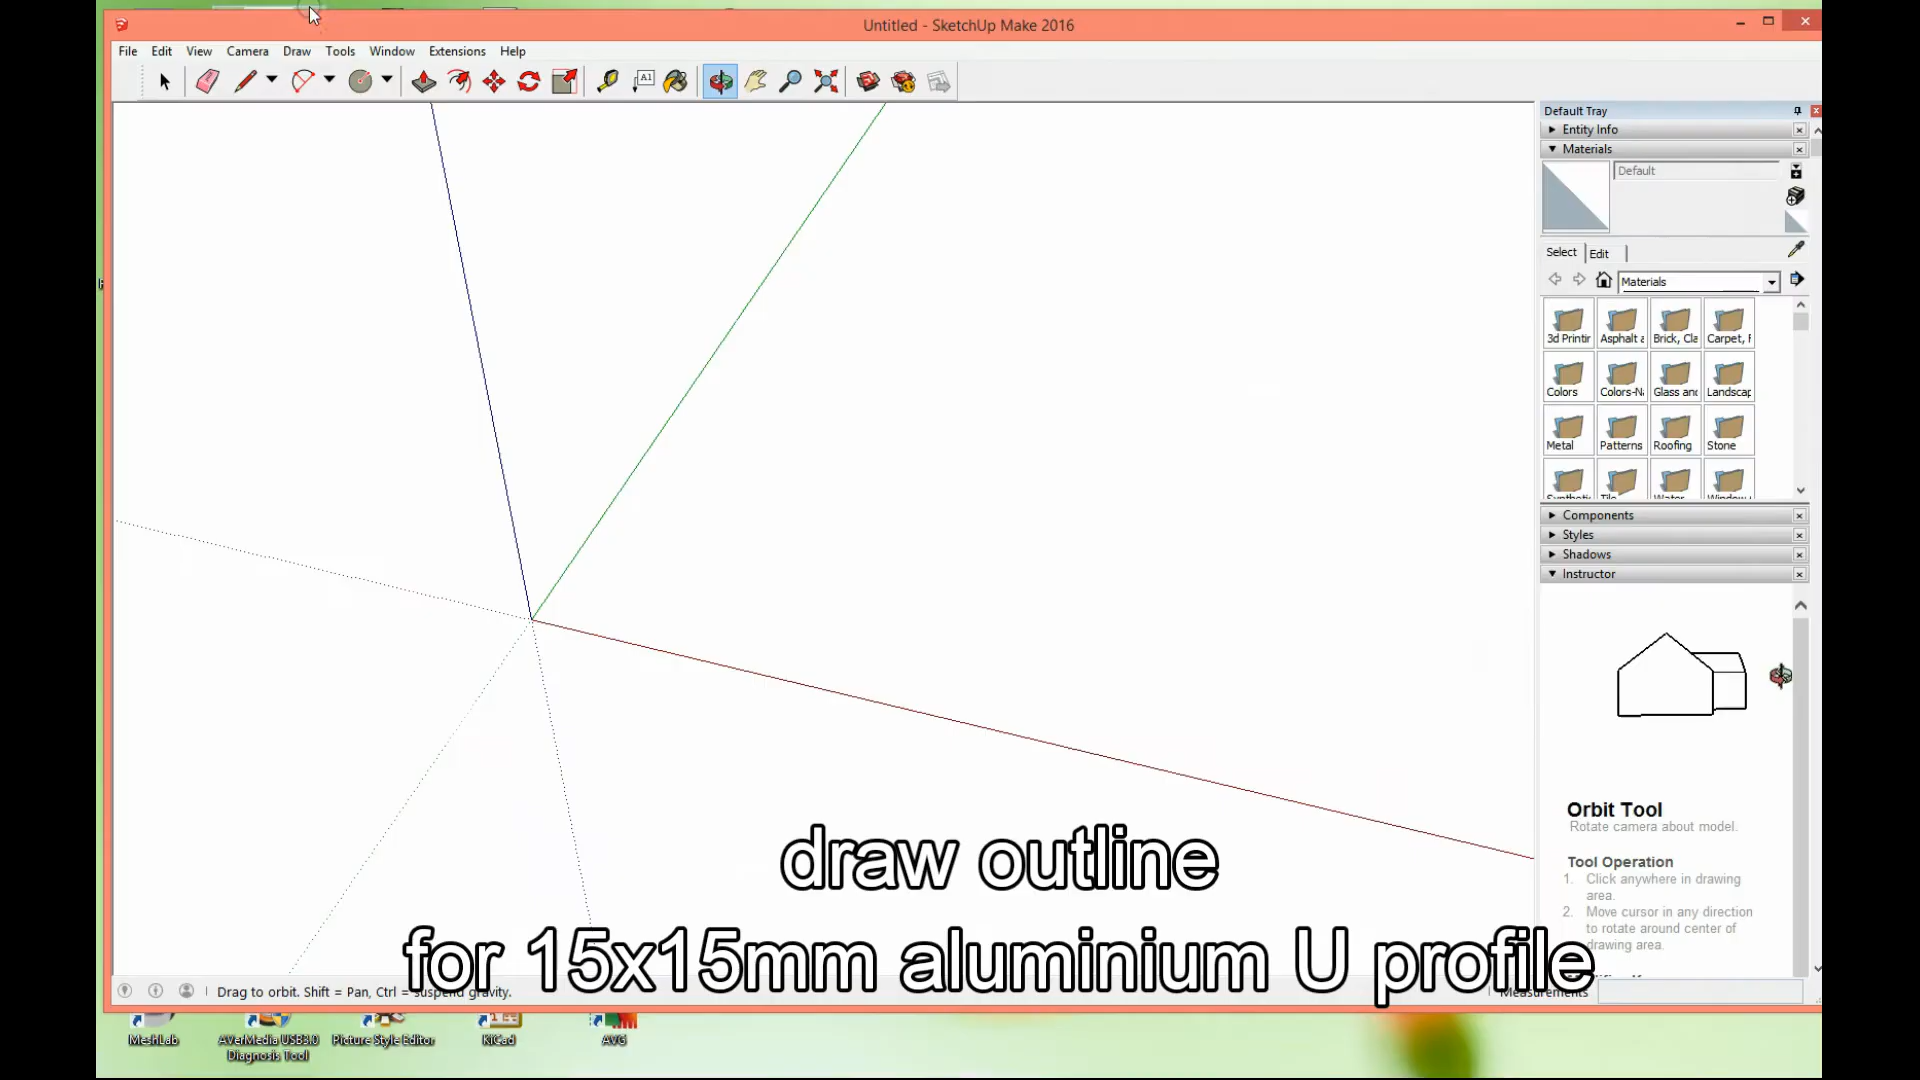 Untitled - SketchUp Make 2016
File Edit View Camera Draw Tools Window Extensions Help
A1
Default Tray
Entity Info
Materials
Default
Select Edit
Materials
3d Printir Asphalt a Brick, Cla Carpet, F
Colors Colors-Na Glass and Landscap
Metal Patterns Roofing Stone
Components
Styles
Shadows
Instructor
Orbit Tool
Rotate camera about model.
Tool Operation
1. Click anywhere in drawing
area.
2. Move cursor in any direction
to rotate around center of
drawing area.
draw outline
for 15x15mm aluminium U profile
Drag to orbit. Shift = Pan, Ctrl = suspend gravity.
Measurements
MeshLab AVerMedia USB3.0 Picture Style Editor KiCad AVG
Diagnosis Tool